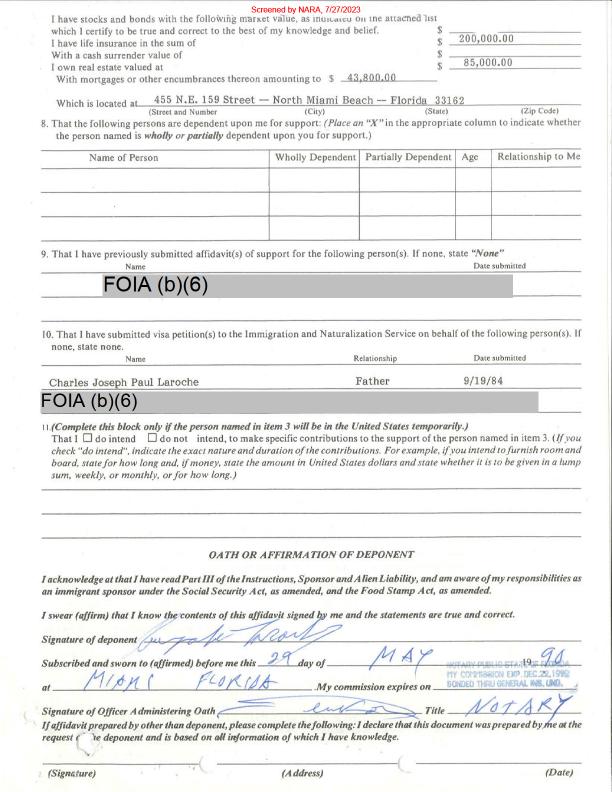 Screened by NARA, 7/27/2023
I have stocks and bonds with the following market value, as indicated on the attached list
which I certify to be true and correct to the best of my knowledge and belief. $
I have life insurance in the sum of $ 200,000.00
With a cash surrender value of $
I own real estate valued at $ 85,000.00
With mortgages or other encumbrances thereon amounting to $ 43,800.00
Which is located at 455 N.E. 159 Street — North Miami Beach — Florida 33162
(Street and Number) (City) (State) (Zip Code)
8. That the following persons are dependent upon me for support: (Place an "X" in the appropriate column to indicate whether
the person named is wholly or partially dependent upon you for support.)
Name of Person Wholly Dependent Partially Dependent Age Relationship to Me
9. That I have previously submitted affidavit(s) of support for the following person(s). If none, state "None"
Name Date submitted
FOIA (b)(6)
10. That I have submitted visa petition(s) to the Immigration and Naturalization Service on behalf of the following person(s). If
none, state none.
Name Relationship Date submitted
Charles Joseph Paul Laroche Father 9/19/84
FOIA (b)(6)
11.(Complete this block only if the person named in item 3 will be in the United States temporarily.)
That I ☐ do intend ☐ do not intend, to make specific contributions to the support of the person named in item 3. (If you
check "do intend", indicate the exact nature and duration of the contributions. For example, if you intend to furnish room and
board, state for how long and, if money, state the amount in United States dollars and state whether it is to be given in a lump
sum, weekly, or monthly, or for how long.)
OATH OR AFFIRMATION OF DEPONENT
I acknowledge at that I have read Part III of the Instructions, Sponsor and Alien Liability, and am aware of my responsibilities as
an immigrant sponsor under the Social Security Act, as amended, and the Food Stamp Act, as amended.
I swear (affirm) that I know the contents of this affidavit signed by me and the statements are true and correct.
Signature of deponent
Subscribed and sworn to (affirmed) before me this 29 day of MAY 19 90
NOTARY PUBLIC STATE OF FLORIDA
MY COMMISSION EXP. DEC.29,1992
BONDED THRU GENERAL INS. UND.
at MIAMI FLORIDA My commission expires on
Signature of Officer Administering Oath Title NOTARY
If affidavit prepared by other than deponent, please complete the following: I declare that this document was prepared by me at the
request e deponent and is based on all information of which I have knowledge.
(Signature) (Address) (Date)